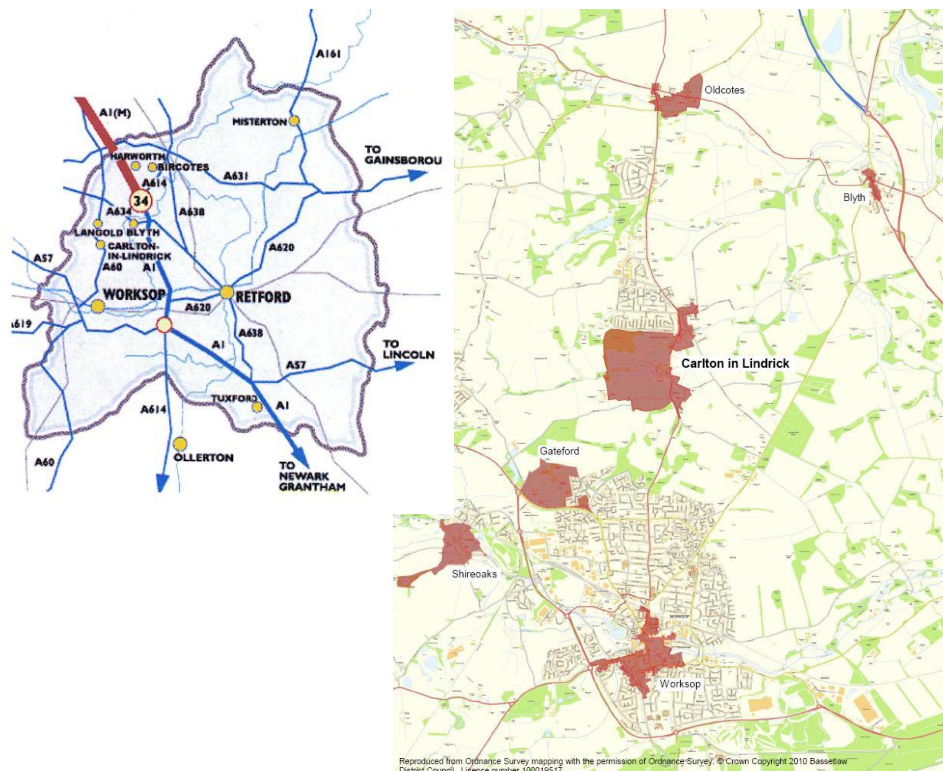 A161
A1(M)
MISTERTON
TO
GAINSBOROU
HARWORTH
BIRCOTES
A614
A631
34
A634
A638
LANGOLD BLYTH
CARLTON-
IN-LINDRICK
A620
A57
A60
A1
WORKSOP
RETFORD
A620
A619
A638
TO
LINCOLN
A1
A57
TUXFORD
A1
A614
OLLERTON
A60
TO
NEWARK
GRANTHAM
Oldcotes
Blyth
Carlton in Lindrick
Gateford
Shireoaks
WORKSOP
Worksop
Reproduced from Ordnance Survey mapping with the permission of Ordnance Survey. © Crown Copyright 2010 Bassetlaw
District Council. Licence number 100019517